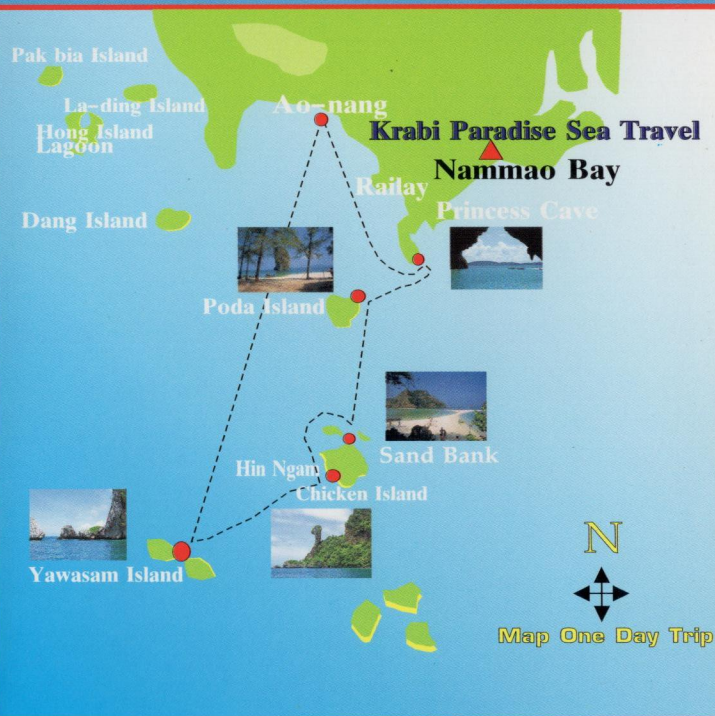 Pak bia Island
La-ding Island
Ao-nang
Hong Island
Lagoon
Krabi Paradise Sea Travel
Nammao Bay
Railay
Princess Cave
Dang Island
Poda Island
Sand Bank
Hin Ngam
Chicken Island
Yawasam Island
N
Map One Day Trip